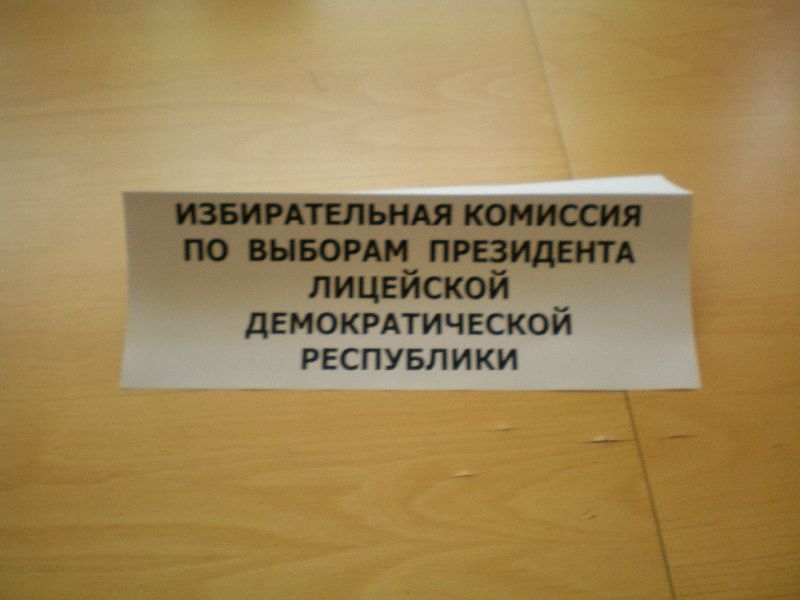 ИЗБИРАТЕЛЬНАЯ КОМИССИЯ
ПО ВЫБОРАМ ПРЕЗИДЕНТА
ЛИЦЕЙСКОЙ
ДЕМОКРАТИЧЕСКОЙ
РЕСПУБЛИКИ